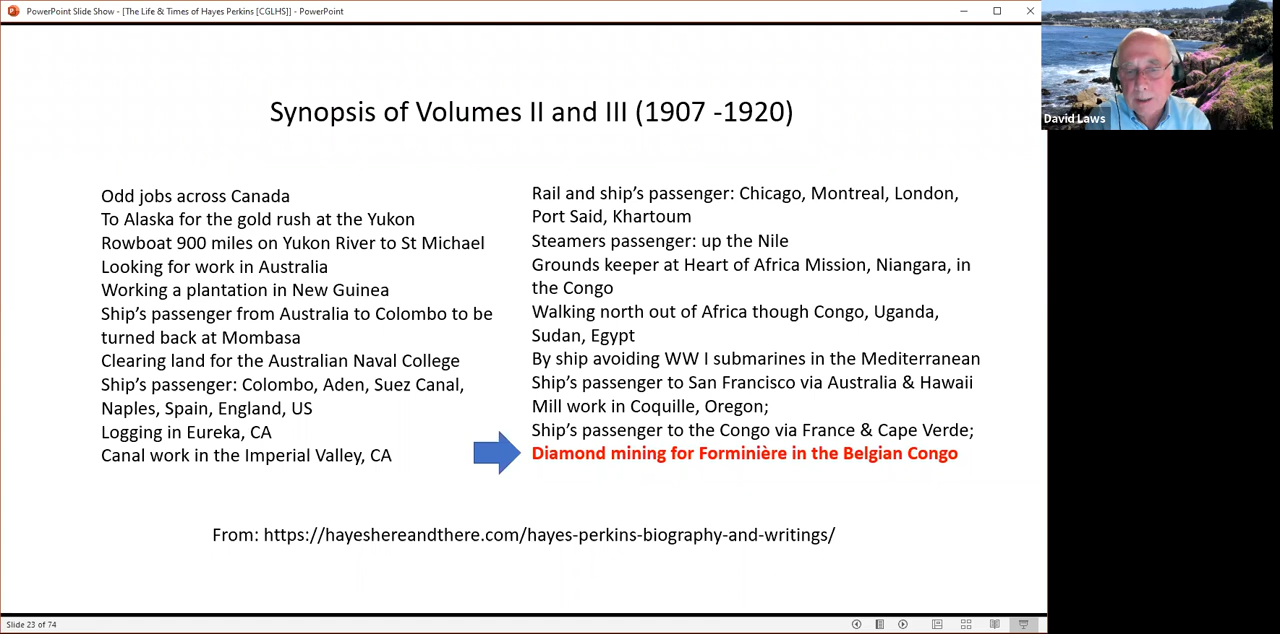 PowerPoint Slide Show - [The Life & Times of Hayes Perkins [CGLHS]] - PowerPoint
David Laws
Synopsis of Volumes II and III (1907 -1920)
Odd jobs across Canada
To Alaska for the gold rush at the Yukon
Rowboat 900 miles on Yukon River to St Michael
Looking for work in Australia
Working a plantation in New Guinea
Ship's passenger from Australia to Colombo to be
turned back at Mombasa
Clearing land for the Australian Naval College
Ship's passenger: Colombo, Aden, Suez Canal,
Naples, Spain, England, US
Logging in Eureka, CA
Canal work in the Imperial Valley, CA
Rail and ship's passenger: Chicago, Montreal, London,
Port Said, Khartoum
Steamers passenger: up the Nile
Grounds keeper at Heart of Africa Mission, Niangara, in
the Congo
Walking north out of Africa though Congo, Uganda,
Sudan, Egypt
By ship avoiding WW I submarines in the Mediterranean
Ship's passenger to San Francisco via Australia & Hawaii
Mill work in Coquille, Oregon;
Ship's passenger to the Congo via France & Cape Verde;
Diamond mining for Forminière in the Belgian Congo
From: https://hayeshereandthere.com/hayes-perkins-biography-and-writings/
Slide 23 of 74